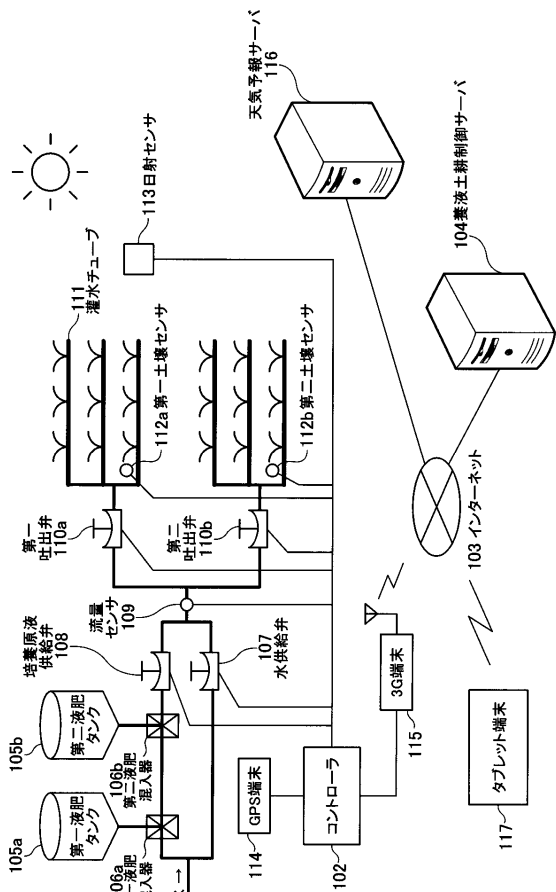 天気予報サーバ
116
104養液土耕制御サーバ
113日射センサ
111
灌水チューブ
112a第一土壌センサ
112b第二土壌センサ
第一
吐出弁
110a
第二
吐出弁
110b
流量
センサ
109
培養原液
供給弁
108
107
水供給弁
103 インターネット
105b
第二液肥
タンク
106b
第二液肥
混入器
105a
第一液肥
タンク
106a
一液肥
混入器
→
GPS端末
114
コントローラ
102
3G端末
115
タブレット端末
117